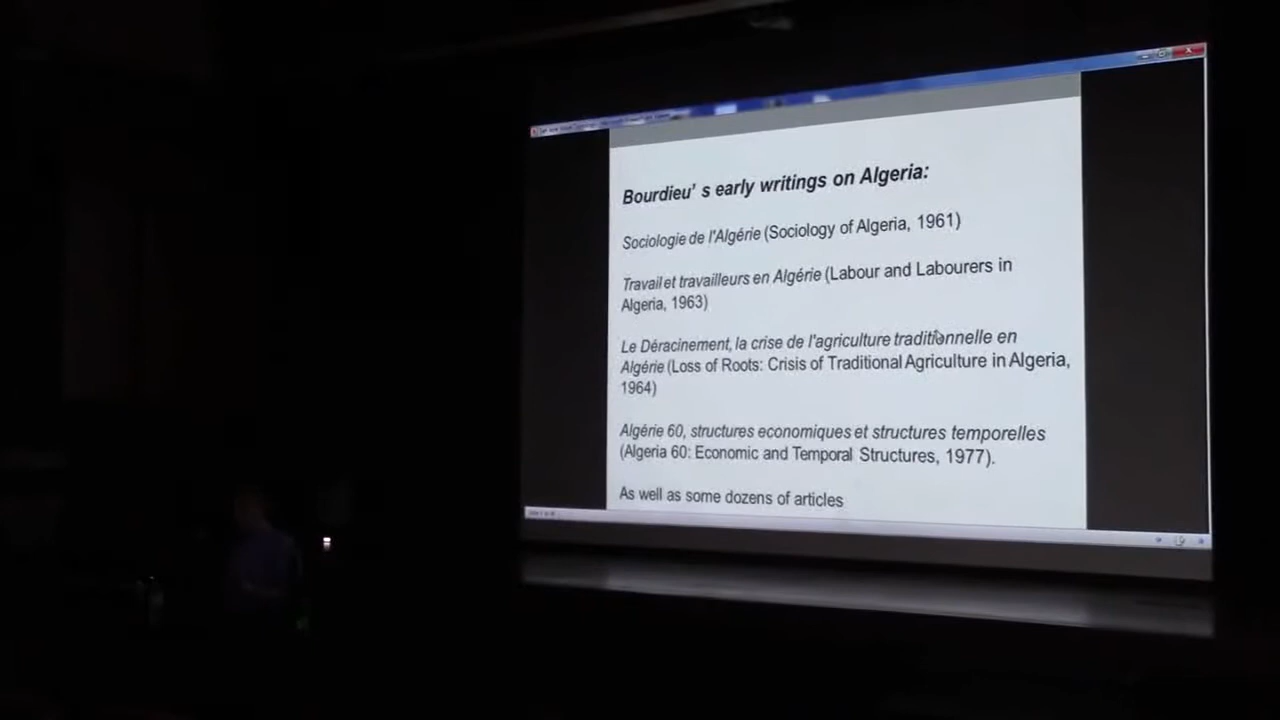 Bourdieu' s early writings on Algeria:
Sociologie de l'Algérie (Sociology of Algeria, 1961)
Travail et travailleurs en Algérie (Labour and Labourers in
Algeria, 1963)
Le Déracinement, la crise de l'agriculture traditionnelle en
Algérie (Loss of Roots: Crisis of Traditional Agriculture in Algeria,
1964)
Algérie 60, structures economiques et structures temporelles
(Algeria 60: Economic and Temporal Structures, 1977).
As well as some dozens of articles